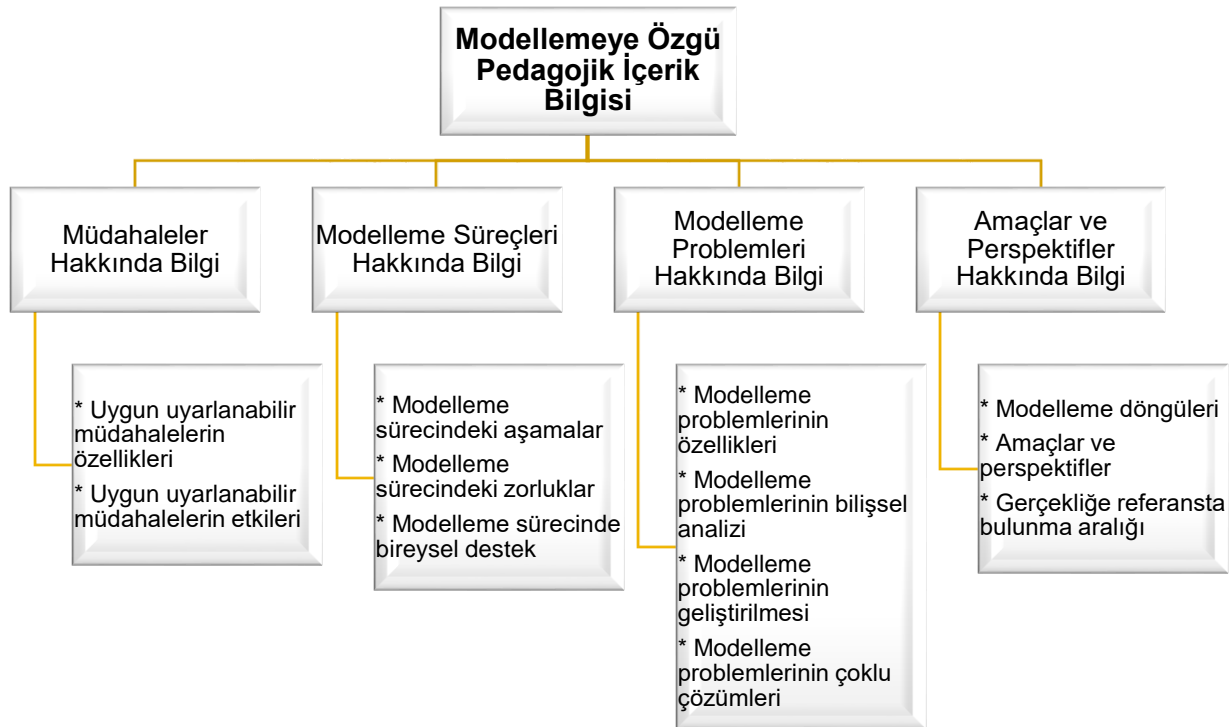 Modellemeye Özgü
Pedagojik İçerik
Bilgisi
Müdahaleler
Hakkında Bilgi
Modelleme Süreçleri
Hakkında Bilgi
Modelleme
Problemleri
Hakkında Bilgi
Amaçlar ve
Perspektifler
Hakkında Bilgi
* Uygun uyarlanabilir
müdahalelerin
özellikleri
* Uygun uyarlanabilir
müdahalelerin etkileri
* Modelleme
sürecindeki aşamalar
* Modelleme
sürecindeki zorluklar
* Modelleme sürecinde
bireysel destek
* Modelleme
problemlerinin
özellikleri
* Modelleme
problemlerinin bilişsel
analizi
* Modelleme
problemlerinin
geliştirilmesi
* Modelleme
problemlerinin çoklu
çözümleri
* Modelleme döngüleri
* Amaçlar ve
perspektifler
* Gerçekliğe referansta
bulunma aralığı